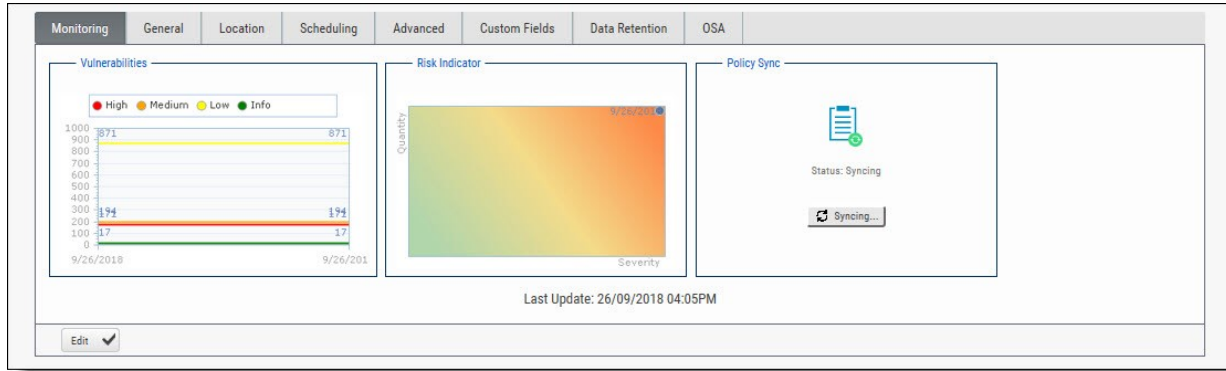 Monitoring General Location Scheduling Advanced Custom Fields Data Retention OSA
Vulnerabilities
High Medium Low Info
1000
900
800
700
600
500
400
300
200
100
0
871 871
194 194
17 17
9/26/2018 9/26/201
Risk Indicator
9/26/201
Quantity
Severity
Policy Sync
Status: Syncing
Syncing...
Last Update: 26/09/2018 04:05PM
Edit